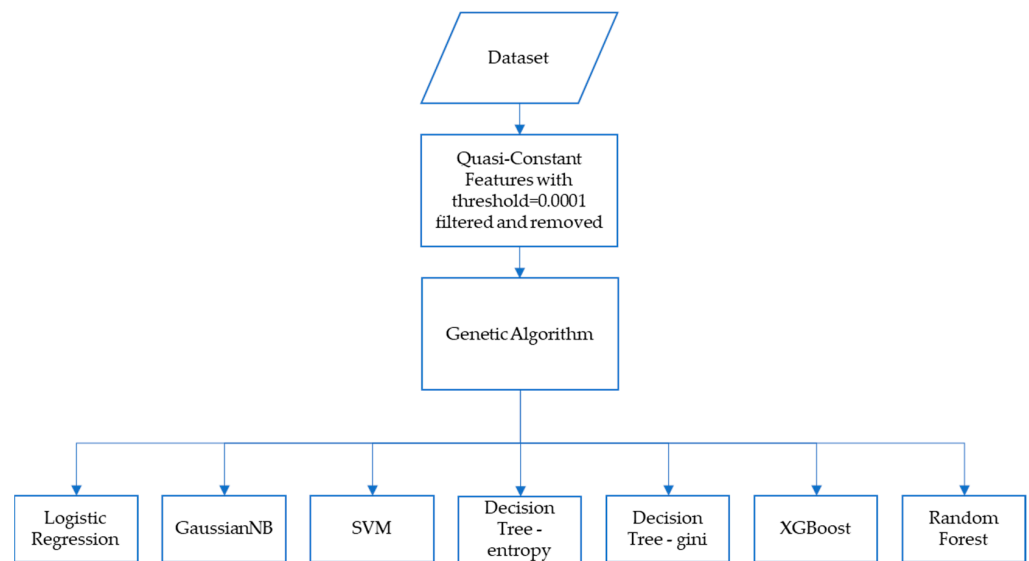 Dataset
Quasi-Constant
Features with
threshold=0.0001
filtered and removed
Genetic Algorithm
Logistic
Regression
GaussianNB
SVM
Decision
Tree -
entropy
Decision
Tree - gini
XGBoost
Random
Forest